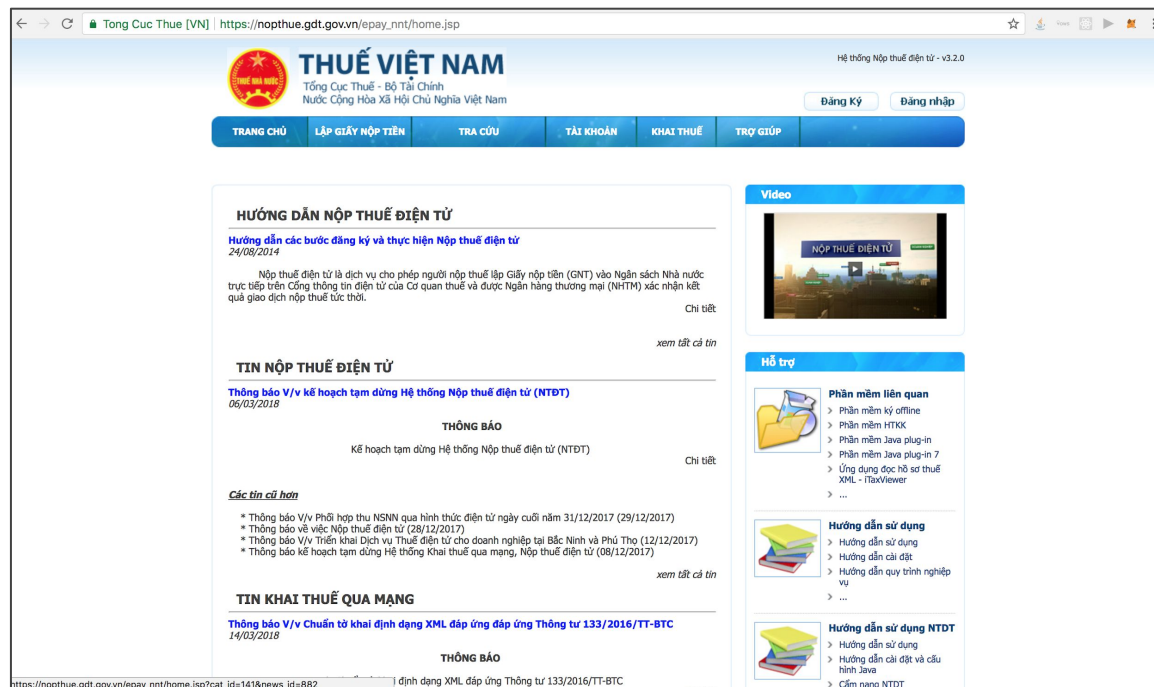 Tong Cuc Thue [VN] | https://nopthue.gdt.gov.vn/epay_nnt/home.jsp
THUẾ NHÀ NƯỚC
THUẾ VIỆT NAM
Tổng Cục Thuế - Bộ Tài Chính
Nước Cộng Hòa Xã Hội Chủ Nghĩa Việt Nam
Hệ thống Nộp thuế điện tử - v3.2.0
Đăng Ký Đăng nhập
TRANG CHỦ LẬP GIẤY NỘP TIỀN TRA CỨU TÀI KHOẢN KHAI THUẾ TRỢ GIÚP
HƯỚNG DẪN NỘP THUẾ ĐIỆN TỬ
Hướng dẫn các bước đăng ký và thực hiện Nộp thuế điện tử
24/08/2014
Nộp thuế điện tử là dịch vụ cho phép người nộp thuế lập Giấy nộp tiền (GNT) vào Ngân sách Nhà nước
trực tiếp trên Cổng thông tin điện tử của Cơ quan thuế và được Ngân hàng thương mại (NHTM) xác nhận kết
quả giao dịch nộp thuế tức thời.
Chi tiết
xem tất cả tin
TIN NỘP THUẾ ĐIỆN TỬ
Thông báo V/v kế hoạch tạm dừng Hệ thống Nộp thuế điện tử (NTĐT)
06/03/2018
THÔNG BÁO
Kế hoạch tạm dừng Hệ thống Nộp thuế điện tử (NTĐT)
Chi tiết
Các tin cũ hơn
* Thông báo V/v Phối hợp thu NSNN qua hình thức điện tử ngày cuối năm 31/12/2017 (29/12/2017)
* Thông báo về việc Nộp thuế điện tử (28/12/2017)
* Thông báo V/v Triển khai Dịch vụ Thuế điện tử cho doanh nghiệp tại Bắc Ninh và Phú Thọ (12/12/2017)
* Thông báo kế hoạch tạm dừng Hệ thống Khai thuế qua mạng, Nộp thuế điện tử (08/12/2017)
xem tất cả tin
TIN KHAI THUẾ QUA MẠNG
Thông báo V/v Chuẩn tờ khai định dạng XML đáp ứng đáp ứng Thông tư 133/2016/TT-BTC
14/03/2018
THÔNG BÁO
định dạng XML đáp ứng Thông tư 133/2016/TT-BTC
https://nopthue.gdt.gov.vn/epay_nnt/home.jsp?cat_id=141&news_id=882
Video
NỘP THUẾ ĐIỆN TỬ
Hỗ trợ
Phần mềm liên quan
> Phần mềm ký offline
> Phần mềm HTKK
> Phần mềm Java plug-in
> Phần mềm Java plug-in 7
> Ứng dụng đọc hồ sơ thuế
XML - iTaxViewer
> ...
Hướng dẫn sử dụng
> Hướng dẫn sử dụng
> Hướng dẫn cài đặt
> Hướng dẫn quy trình nghiệp
vụ
> ...
Hướng dẫn sử dụng NTDT
> Hướng dẫn sử dụng
> Hướng dẫn cài đặt và cấu
hình Java
> Cẩm nang NTDT